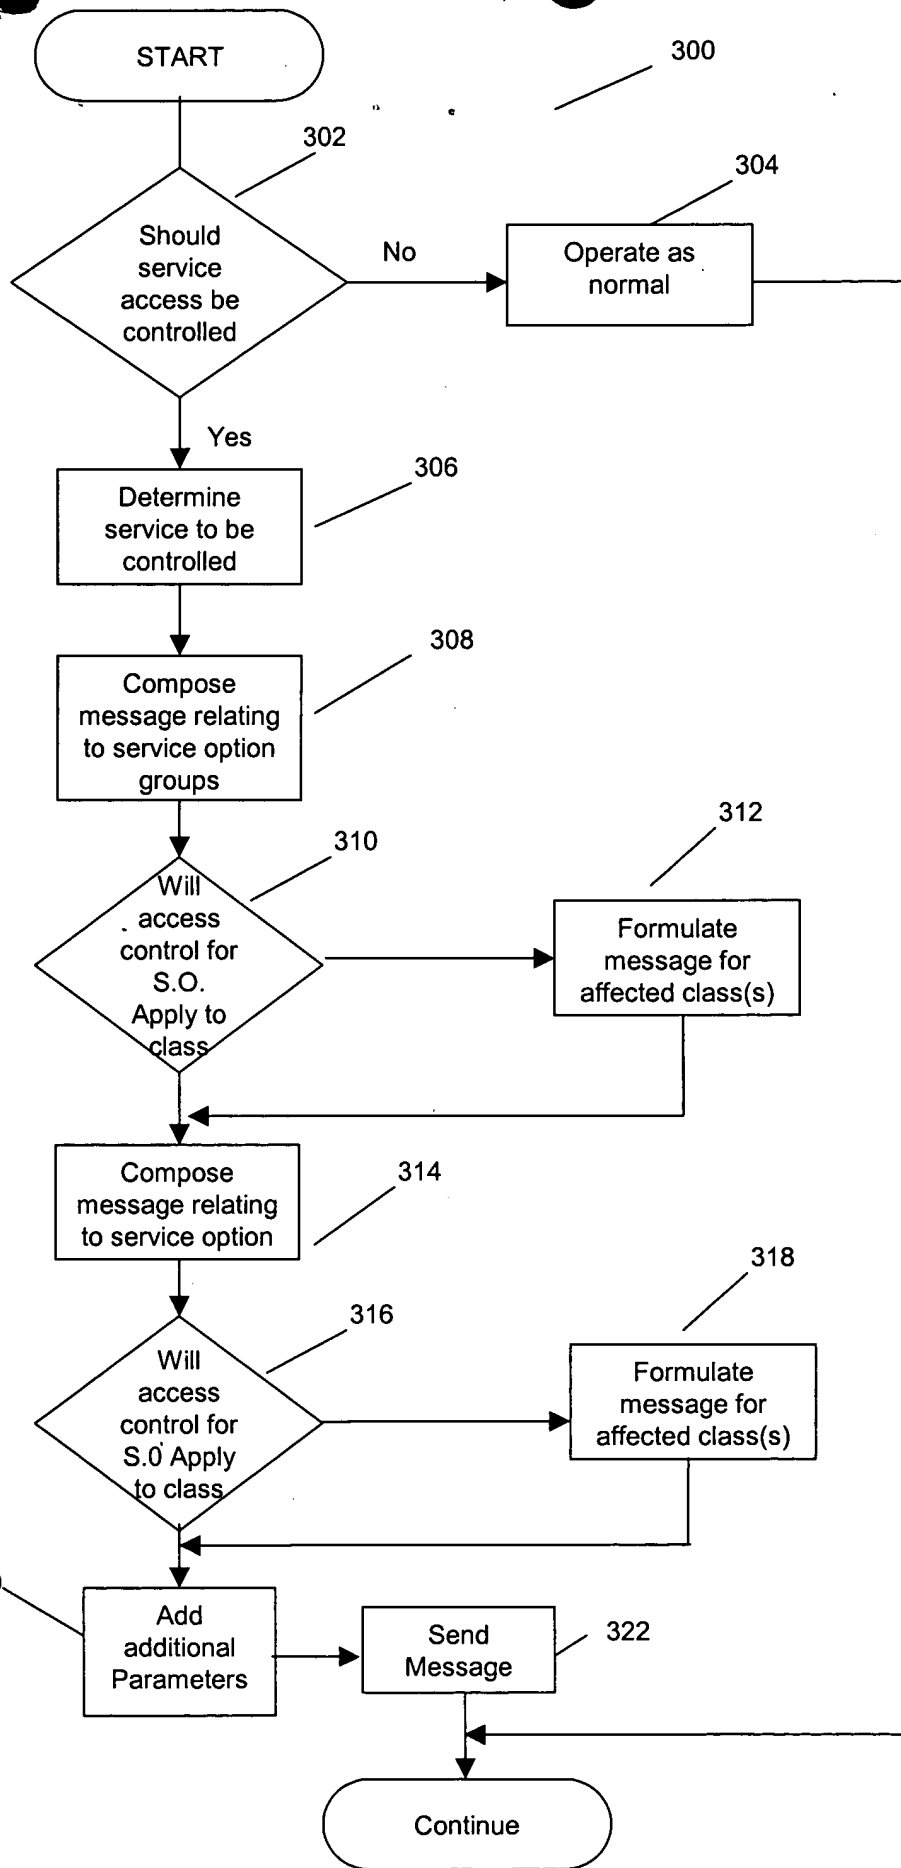 START
300
302
304
Should
service
access be
controlled
No
Operate as
normal
Yes
306
Determine
service to be
controlled
308
Compose
message relating
to service option
groups
310
312
Will
access
control for
S.O.
Apply to
class
Formulate
message for
affected class(s)
314
Compose
message relating
to service option
316
318
Will
access
control for
S.O Apply
to class
Formulate
message for
affected class(s)
Add
additional
Parameters
Send
Message
322
Continue